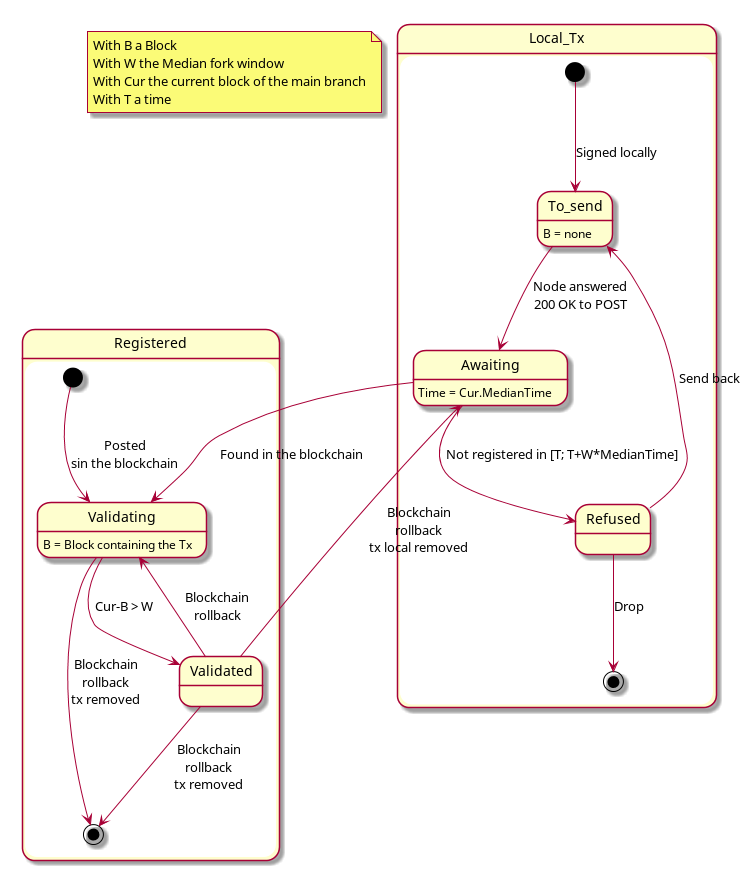 With B a Block
With W the Median fork window
With Cur the current block of the main branch
With T a time
Local_Tx
Signed locally
To_send
B = none
Node answered
200 OK to POST
Awaiting
Time = Cur.MedianTime
Send back
Not registered in [T; T+W*MedianTime]
Refused
Drop
Registered
Posted
sin the blockchain
Found in the blockchain
Validating
B = Block containing the Tx
Blockchain
rollback
tx local removed
Cur-B > W
Blockchain
rollback
Validated
Blockchain
rollback
tx removed
Blockchain
rollback
tx removed